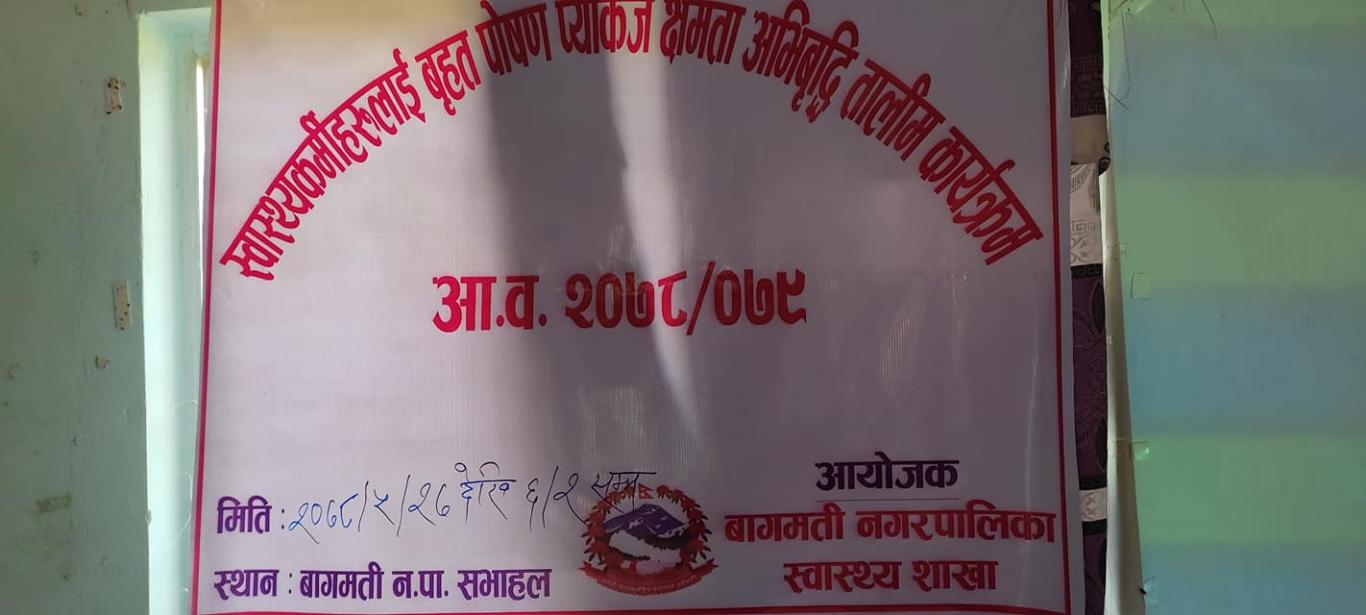 स्वास्थ्यकर्मीहरुलाई बृहत पोषण प्याकेज क्षमता अभिबृद्धि तालीम कार्यक्रम
आ.व. २०७८/०७९
मिति : २०७८/५/२८ देखि ६/२ सम्म
स्थान : बागमती न.पा. सभाहल
आयोजक
बागमती नगरपालिका
स्वास्थ्य शाखा